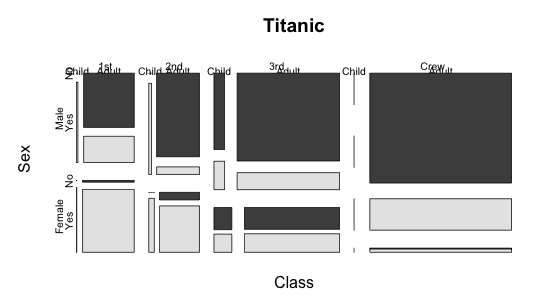 Titanic
1st 2nd 3rd Crew
Child Adult Child Adult Child Adult Child Adult
Sex
Male
No
Yes
Female
No
Yes
Class